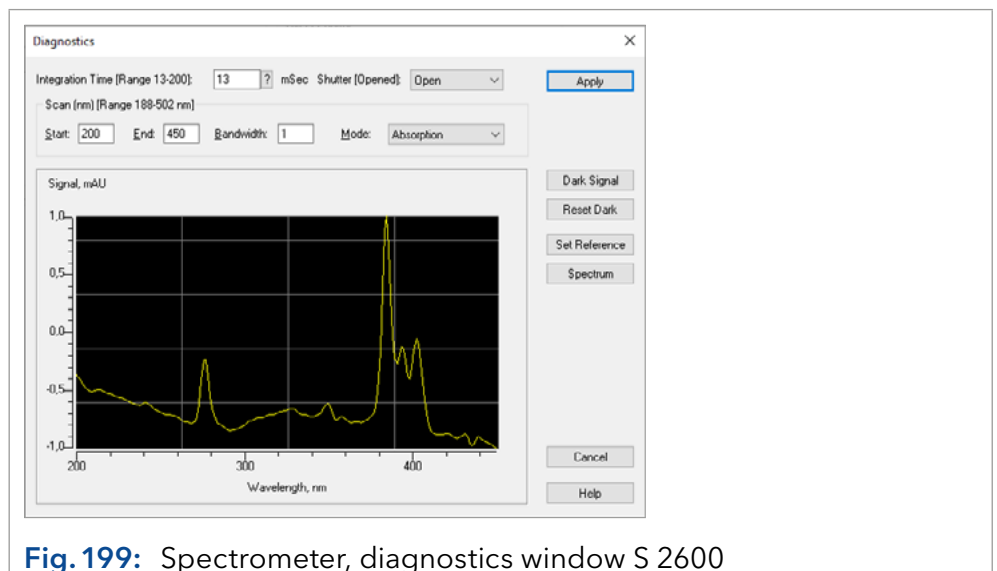 Diagnostics
Integration Time [Range 13-200]: 13 ? mSec Shutter [Opened]: Open Apply
Scan (nm) [Range 188-502 nm]
Start: 200 End: 450 Bandwidth: 1 Mode: Absorption
Signal, mAU
Dark Signal
Reset Dark
Set Reference
Spectrum
1,0
0,5
0,0
-0,5
-1,0
200 300 400
Wavelength, nm
Cancel
Help
Fig. 199: Spectrometer, diagnostics window S 2600